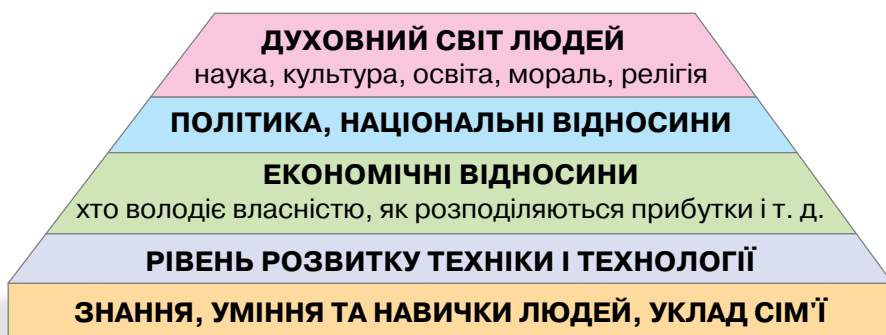 ДУХОВНИЙ СВІТ ЛЮДЕЙ
наука, культура, освіта, мораль, релігія
ПОЛІТИКА, НАЦІОНАЛЬНІ ВІДНОСИНИ
ЕКОНОМІЧНІ ВІДНОСИНИ
хто володіє власністю, як розподіляються прибутки і т. д.
РІВЕНЬ РОЗВИТКУ ТЕХНІКИ І ТЕХНОЛОГІЇ
ЗНАННЯ, УМІННЯ ТА НАВИЧКИ ЛЮДЕЙ, УКЛАД СІМ'Ї